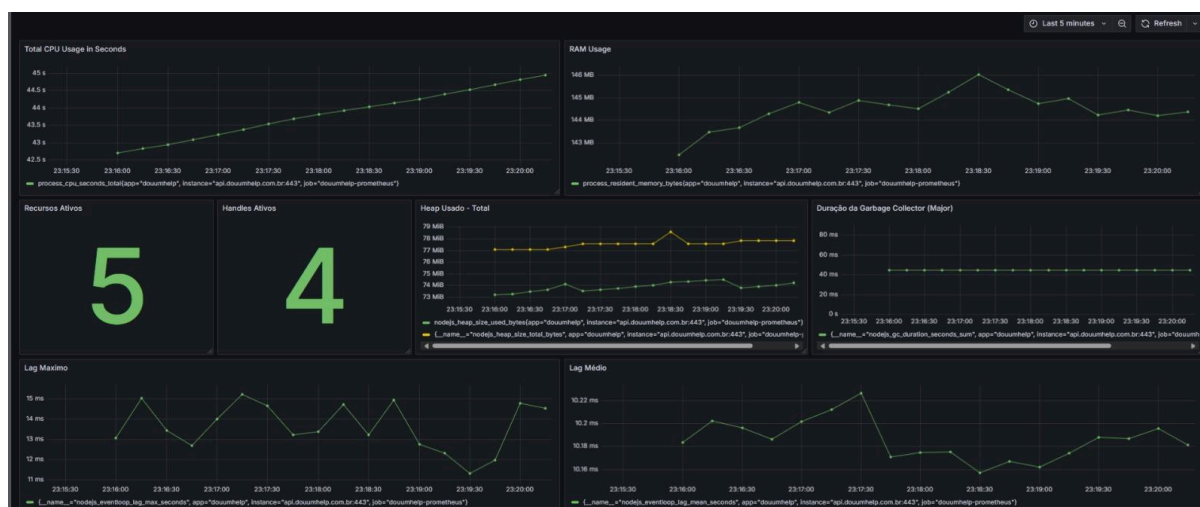 Last 5 minutes Refresh
Total CPU Usage in Seconds
45 s
44.5 s
44 s
43.5 s
43 s
42.5 s
23:15:30 23:16:00 23:16:30 23:17:00 23:17:30 23:18:00 23:18:30 23:19:00 23:19:30 23:20:00
process_cpu_seconds_total{app="douumhelp", instance="api.douumhelp.com.br:443", job="douumhelp-prometheus"}
RAM Usage
146 MB
145 MB
144 MB
143 MB
23:15:30 23:16:00 23:16:30 23:17:00 23:17:30 23:18:00 23:18:30 23:19:00 23:19:30 23:20:00
process_resident_memory_bytes{app="douumhelp", instance="api.douumhelp.com.br:443", job="douumhelp-prometheus"}
Recursos Ativos
5
Handles Ativos
4
Heap Usado - Total
79 MiB
78 MiB
77 MiB
76 MiB
75 MiB
74 MiB
73 MiB
23:15:30 23:16:00 23:16:30 23:17:00 23:17:30 23:18:00 23:18:30 23:19:00 23:19:30 23:20:00
nodejs_heap_size_used_bytes{app="douumhelp", instance="api.douumhelp.com.br:443", job="douumhelp-prometheus"}
{__name__="nodejs_heap_size_total_bytes", app="douumhelp", instance="api.douumhelp.com.br:443", job="douumhelp-
Duração da Garbage Collector (Major)
80 ms
60 ms
40 ms
20 ms
0 s
23:15:30 23:16:00 23:16:30 23:17:00 23:17:30 23:18:00 23:18:30 23:19:00 23:19:30 23:20:00
{__name__="nodejs_gc_duration_seconds_sum", app="douumhelp", instance="api.douumhelp.com.br:443", job="douumh
Lag Maximo
15 ms
14 ms
13 ms
12 ms
11 ms
23:15:30 23:16:00 23:16:30 23:17:00 23:17:30 23:18:00 23:18:30 23:19:00 23:19:30 23:20:00
{__name__="nodejs_eventloop_lag_max_seconds", app="douumhelp", instance="api.douumhelp.com.br:443", job="douumhelp-prometheus"}
Lag Médio
10.22 ms
10.2 ms
10.18 ms
10.16 ms
23:15:30 23:16:00 23:16:30 23:17:00 23:17:30 23:18:00 23:18:30 23:19:00 23:19:30 23:20:00
{__name__="nodejs_eventloop_lag_mean_seconds", app="douumhelp", instance="api.douumhelp.com.br:443", job="douumhelp-prometheus"}